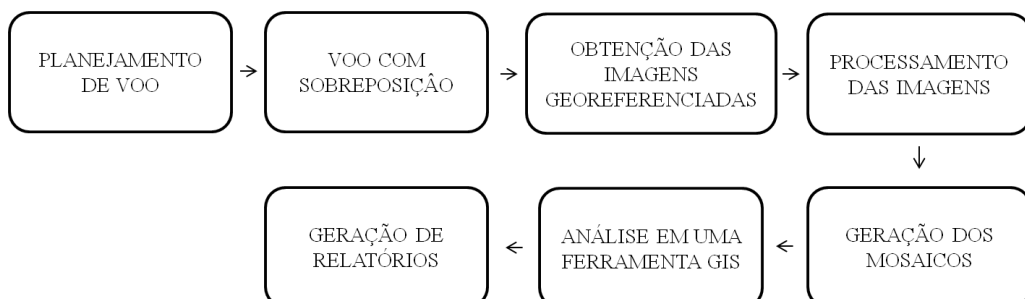 PLANEJAMENTO
DE VOO
VOO COM
SOBREPOSIÇÂO
OBTENÇÃO DAS
IMAGENS
GEOREFERENCIADAS
PROCESSAMENTO
DAS IMAGENS
GERAÇÃO DOS
MOSAICOS
ANÁLISE EM UMA
FERRAMENTA GIS
GERAÇÃO DE
RELATÓRIOS